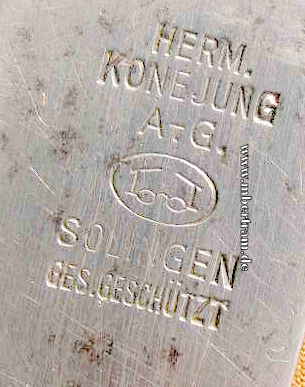 HERM.
KONEJUNG
A-G.
SOLINGEN
GES.GESCHÜTZT
www.mbertram.de